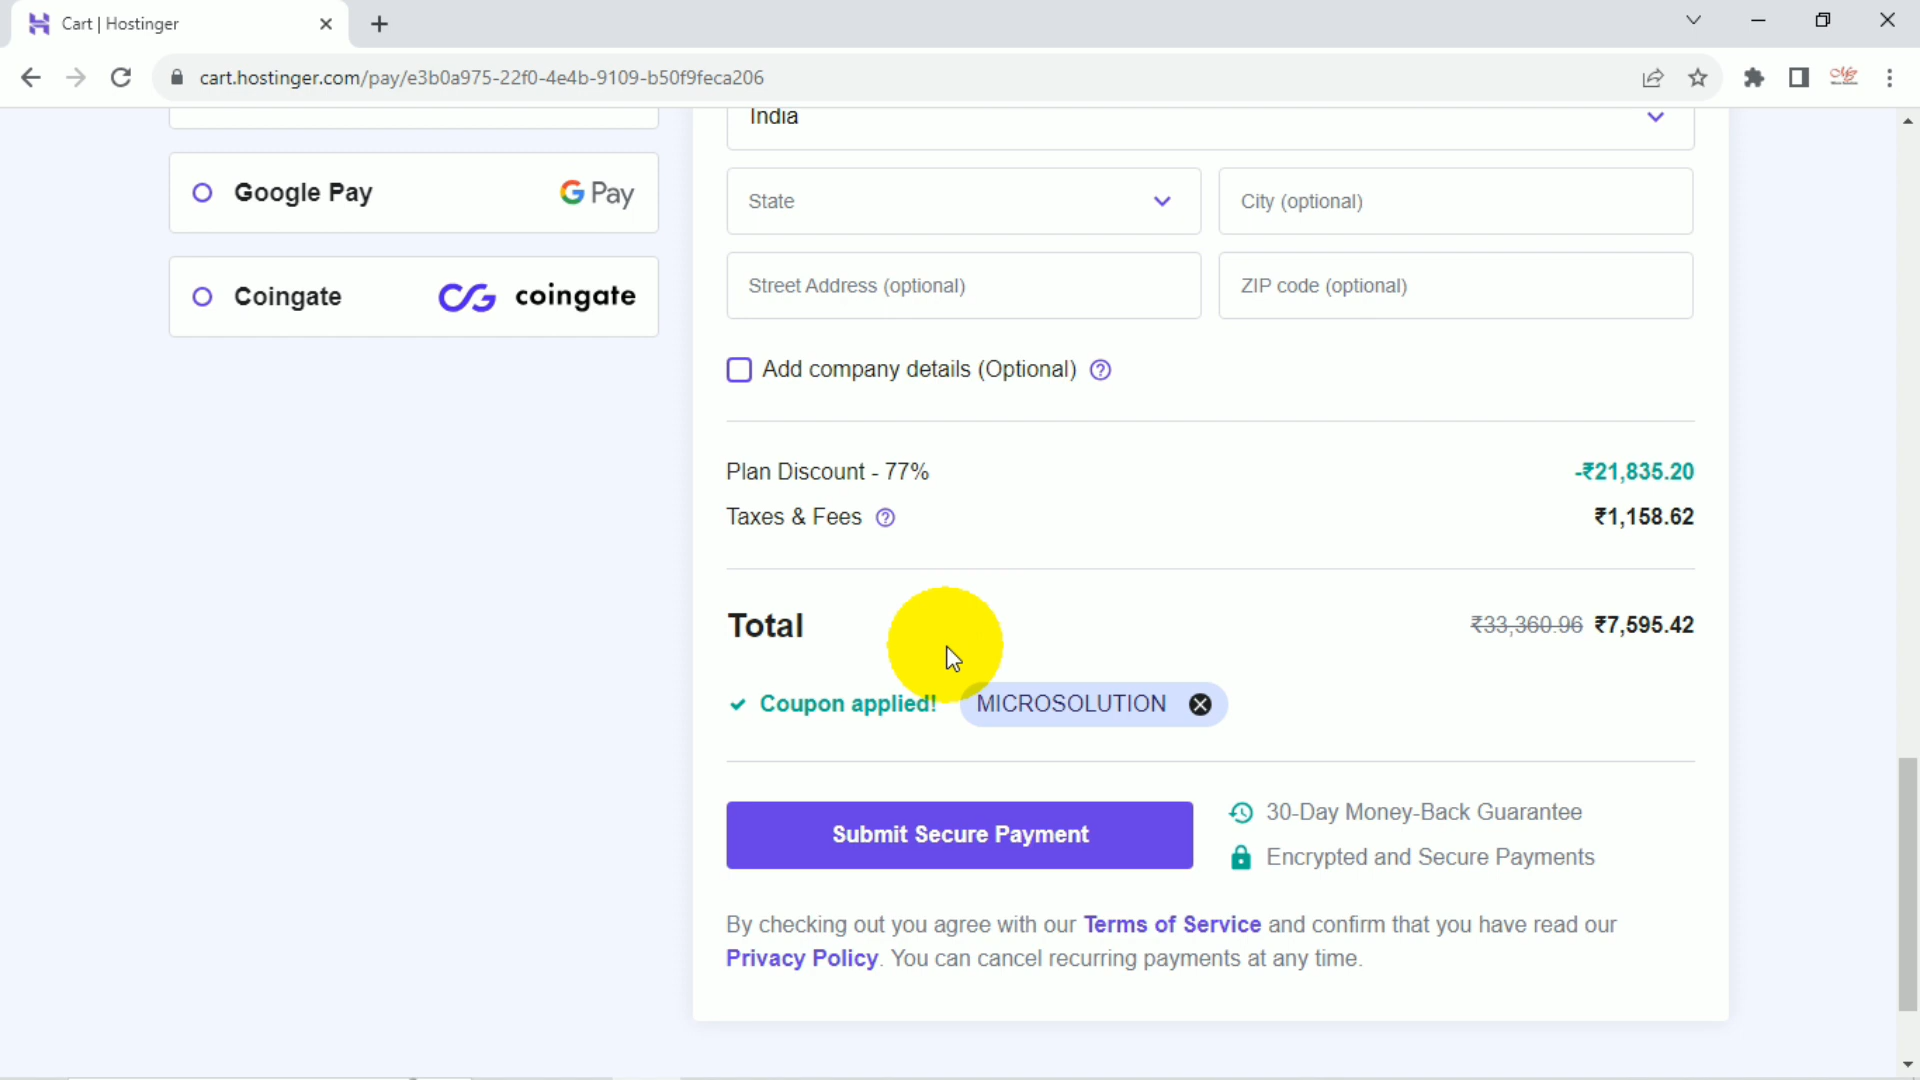 Cart | Hostinger
cart.hostinger.com/pay/e3b0a975-22f0-4e4b-9109-b50f9feca206
India
Google Pay G Pay
State
City (optional)
Coingate coingate
Street Address (optional)
ZIP code (optional)
Add company details (Optional)
Plan Discount - 77% -₹21,835.20
Taxes & Fees ₹1,158.62
Total ₹33,360.96 ₹7,595.42
Coupon applied! MICROSOLUTION
Submit Secure Payment
30-Day Money-Back Guarantee
Encrypted and Secure Payments
By checking out you agree with our Terms of Service and confirm that you have read our
Privacy Policy. You can cancel recurring payments at any time.